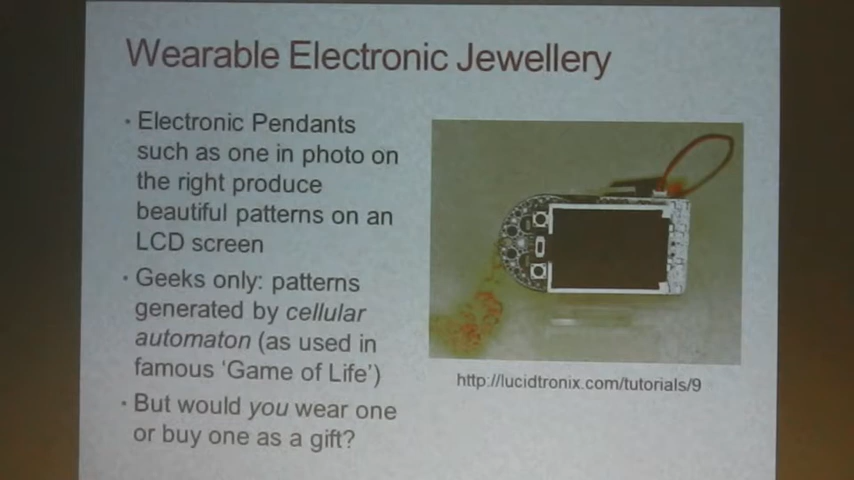 Wearable Electronic Jewellery
• Electronic Pendants
such as one in photo on
the right produce
beautiful patterns on an
LCD screen
• Geeks only: patterns
generated by cellular
automaton (as used in
famous 'Game of Life')
• But would you wear one
or buy one as a gift?
http://lucidtronix.com/tutorials/9